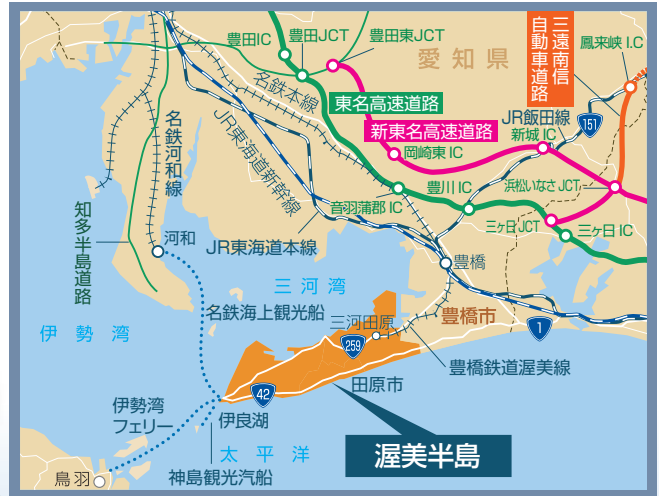 豊田IC
豊田JCT
豊田東JCT
愛知県
三遠南信
自動車道路
鳳来峡 I.C
名鉄本線
東名高速道路
新東名高速道路
JR飯田線
151
新城 IC
名鉄河和線
JR東海道新幹線
岡崎東 IC
豊川 IC
浜松いなさ JCT
音羽蒲郡 IC
知多半島道路
河和
JR東海道本線
三ヶ日 JCT
三ヶ日 IC
豊橋
三河湾
名鉄海上観光船
伊勢湾
三河田原
豊橋市
259
1
豊橋鉄道渥美線
田原市
42
伊勢湾
フェリー
伊良湖
太平洋
渥美半島
鳥羽
神島観光汽船